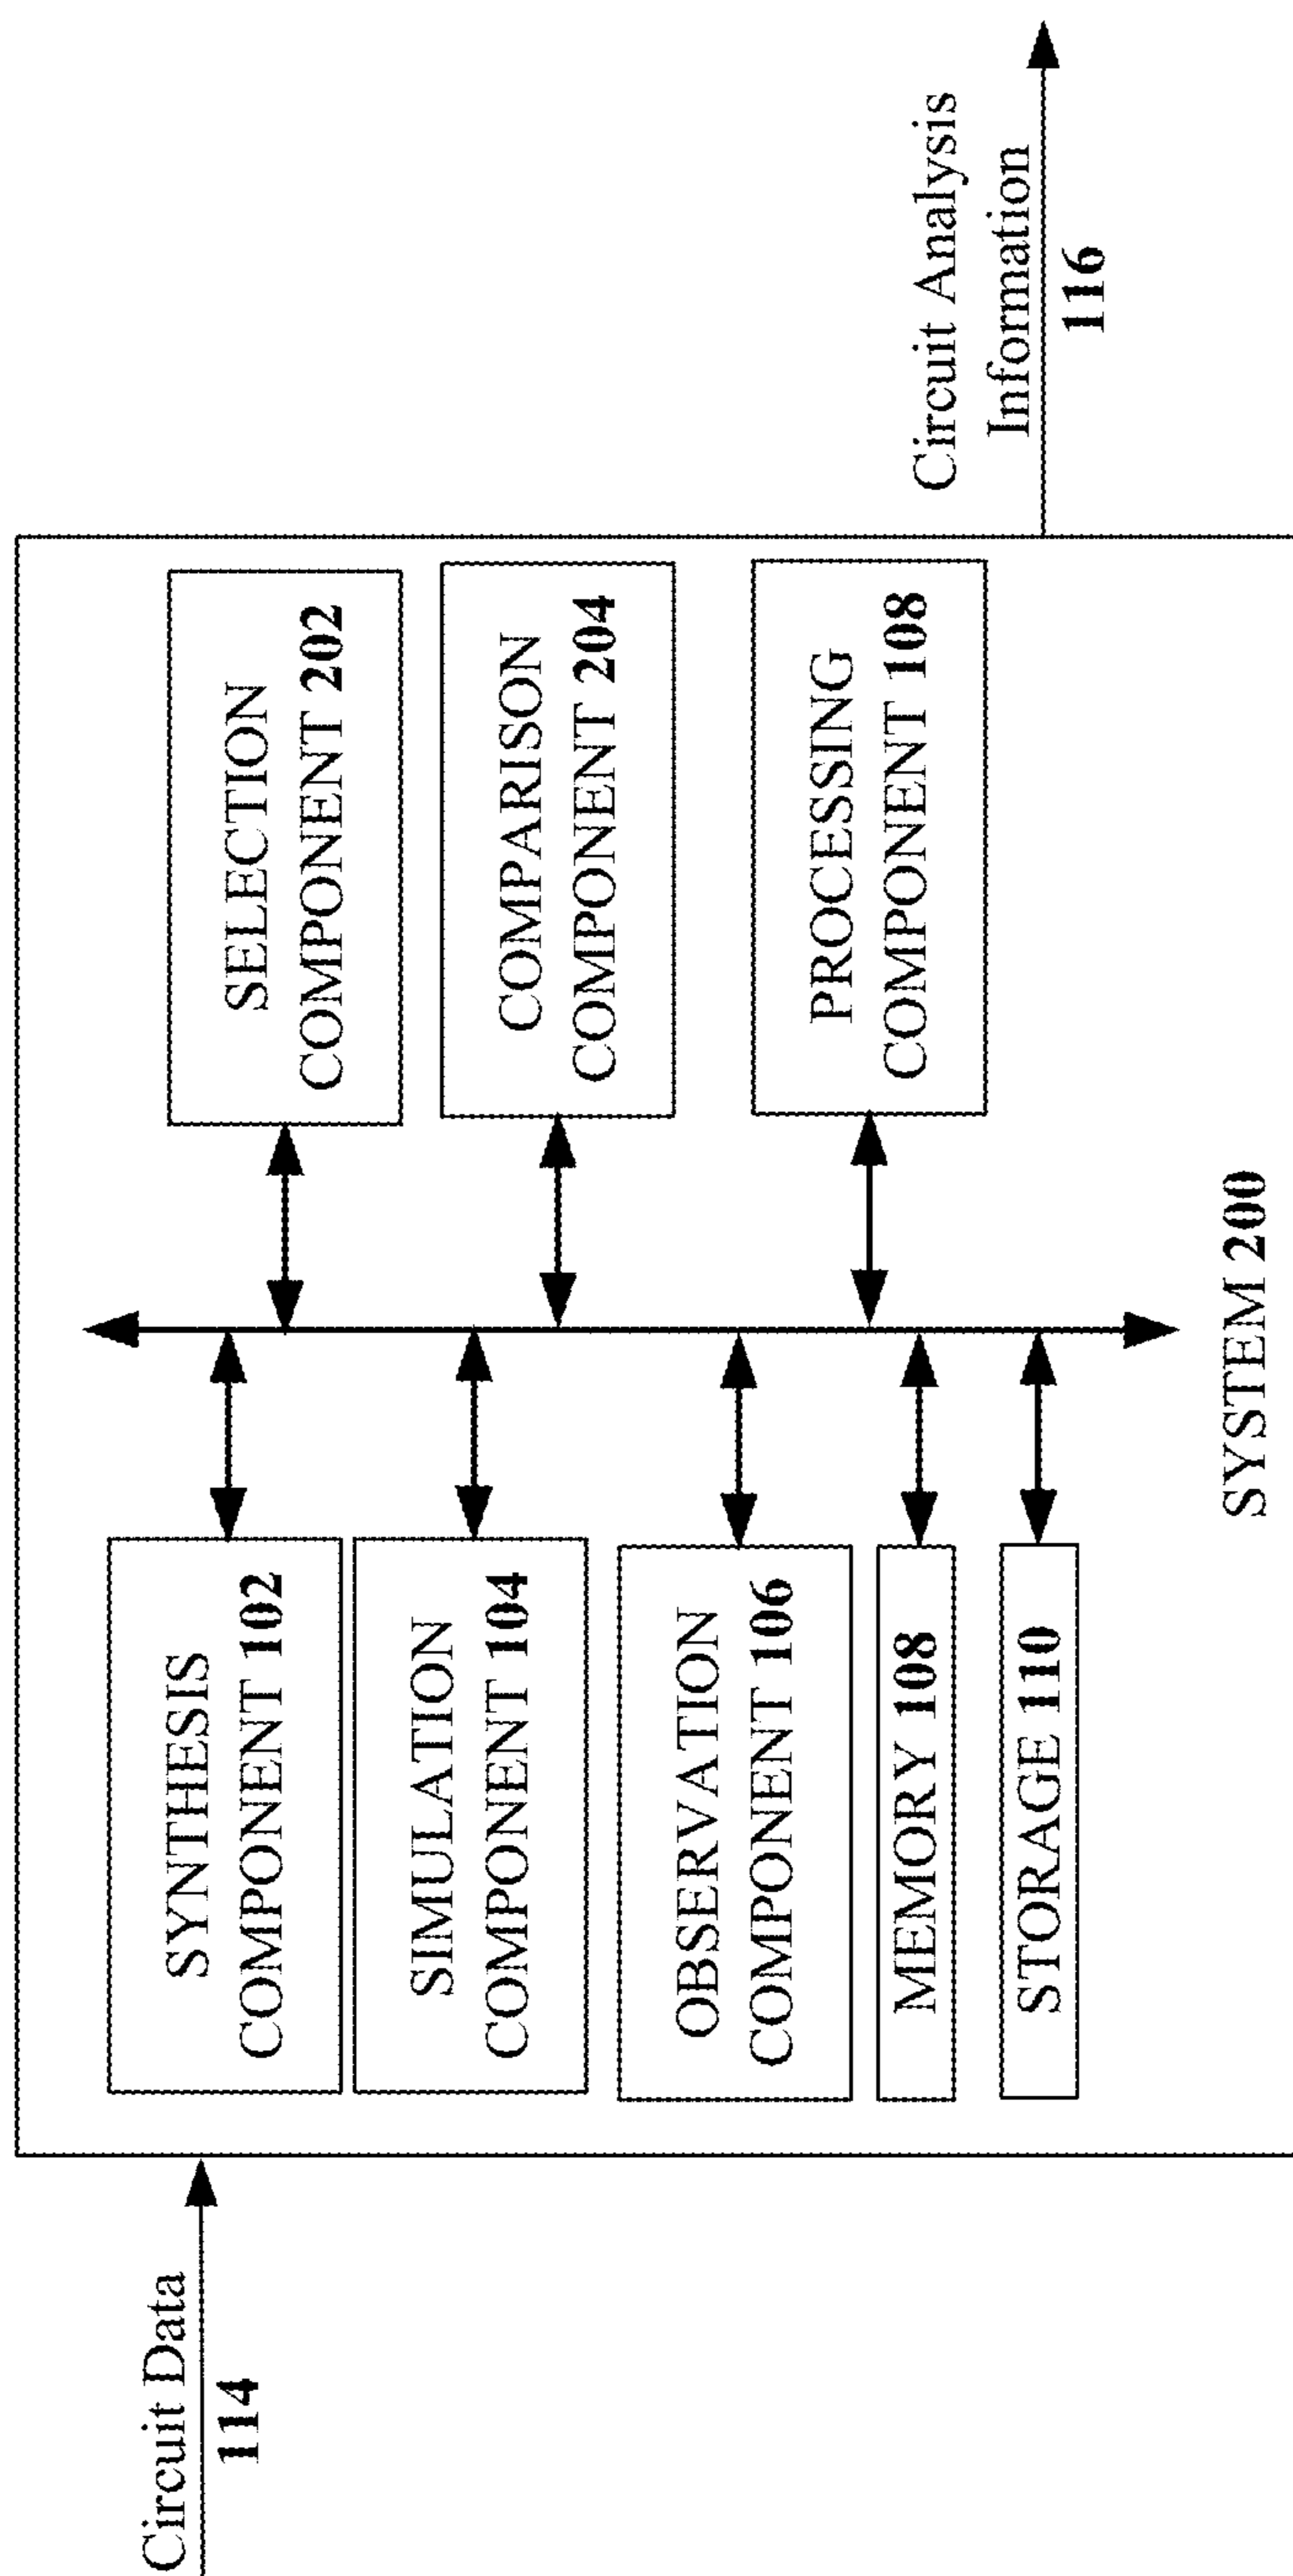 Circuit Data
114
SYNTHESIS
COMPONENT 102
SIMULATION
COMPONENT 104
OBSERVATION
COMPONENT 106
MEMORY 108
STORAGE 110
SELECTION
COMPONENT 202
COMPARISON
COMPONENT 204
PROCESSING
COMPONENT 108
SYSTEM 200
Circuit Analysis
Information
116